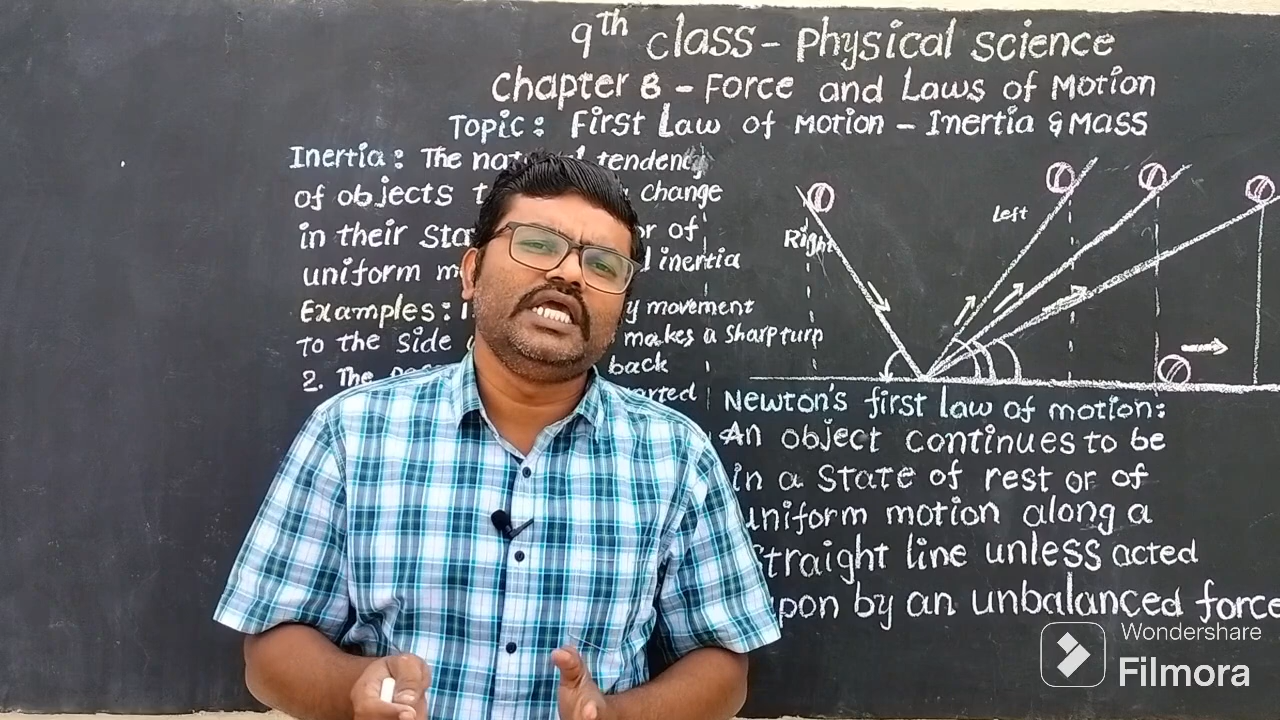 9th class - Physical science
Chapter 8 - Force and Laws of Motion
Topic: First Law of Motion - Inertia & Mass
Inertia: The tendency
of objects change
in their or of
uniform inertia
Examples: movement
to the side makes a sharp turn
2. The back
Newton's first law of motion:
An object continues to be
in a state of rest or of
uniform motion along a
straight line unless acted
upon by an unbalanced force
Right
Left
Wondershare
Filmora